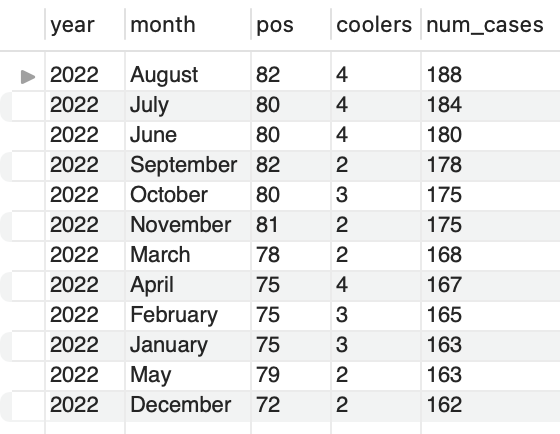 year month pos coolers num_cases
2022 August 82 4 188
2022 July 80 4 184
2022 June 80 4 180
2022 September 82 2 178
2022 October 80 3 175
2022 November 81 2 175
2022 March 78 2 168
2022 April 75 4 167
2022 February 75 3 165
2022 January 75 3 163
2022 May 79 2 163
2022 December 72 2 162